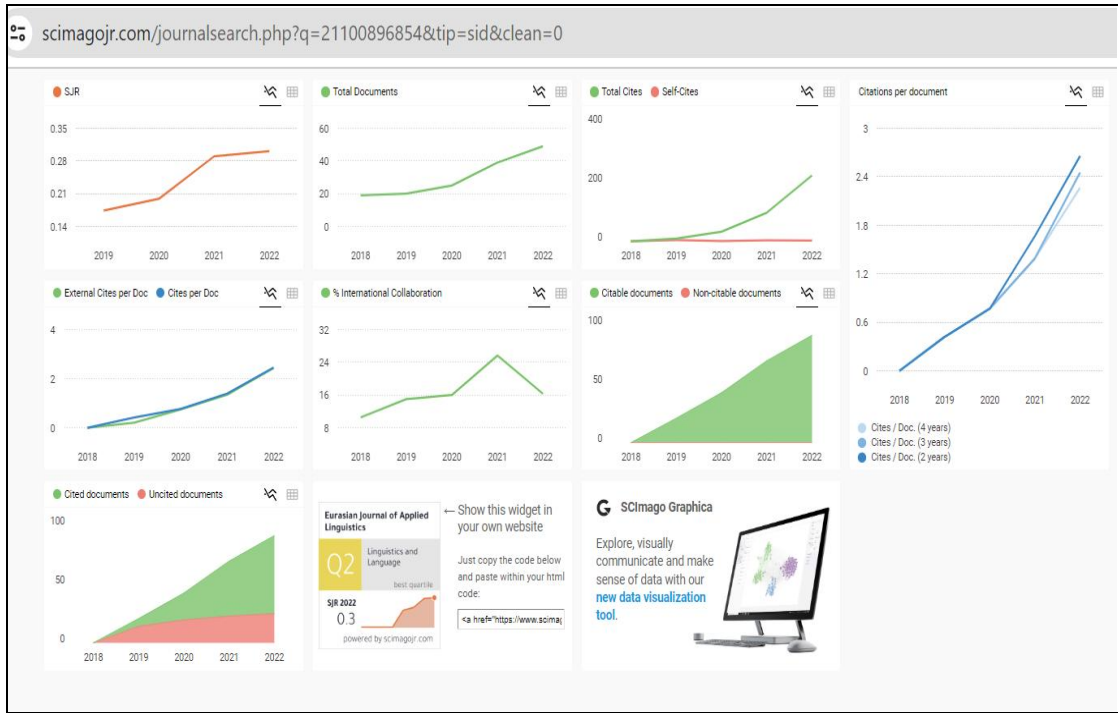 scimagojr.com/journalsearch.php?q=21100896854&tip=sid&clean=0
SJR
0.35
0.28
0.21
0.14
2019 2020 2021 2022
Total Documents
60
40
20
0
2018 2019 2020 2021 2022
Total Cites Self-Cites
400
200
0
2018 2019 2020 2021 2022
Citations per document
3
2.4
1.8
1.2
0.6
0
2018 2019 2020 2021 2022
Cites / Doc. (4 years)
Cites / Doc. (3 years)
Cites / Doc. (2 years)
External Cites per Doc Cites per Doc
4
2
0
2018 2019 2020 2021 2022
% International Collaboration
32
24
16
8
2018 2019 2020 2021 2022
Citable documents Non-citable documents
100
50
0
2018 2019 2020 2021 2022
Cited documents Uncited documents
100
50
0
2018 2019 2020 2021 2022
Eurasian Journal of Applied
Linguistics
Q2
Linguistics and
Language
best quartile
SJR 2022
0.3
powered by scimagojr.com
← Show this widget in
your own website
Just copy the code below
and paste within your html
code:
<a href="https://www.scimag
SCImago Graphica
Explore, visually
communicate and make
sense of data with our
new data visualization
tool.